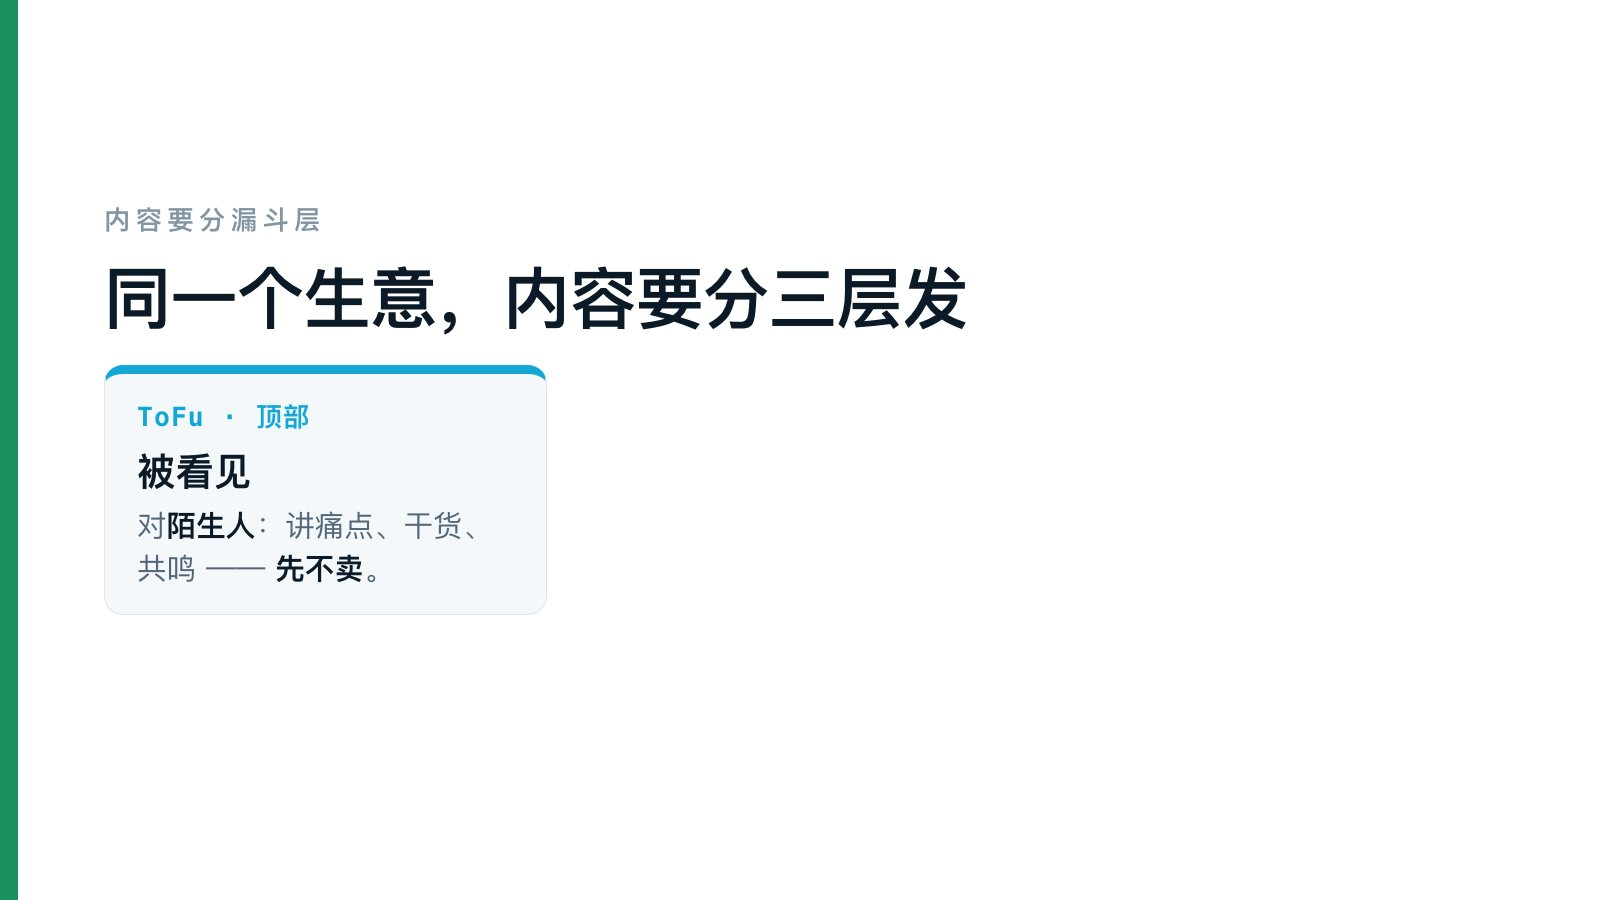 内容要分漏斗层
同一个生意，内容要分三层发
ToFu · 顶部
被看见
对陌生人：讲痛点、干货、
共鸣 —— 先不卖。